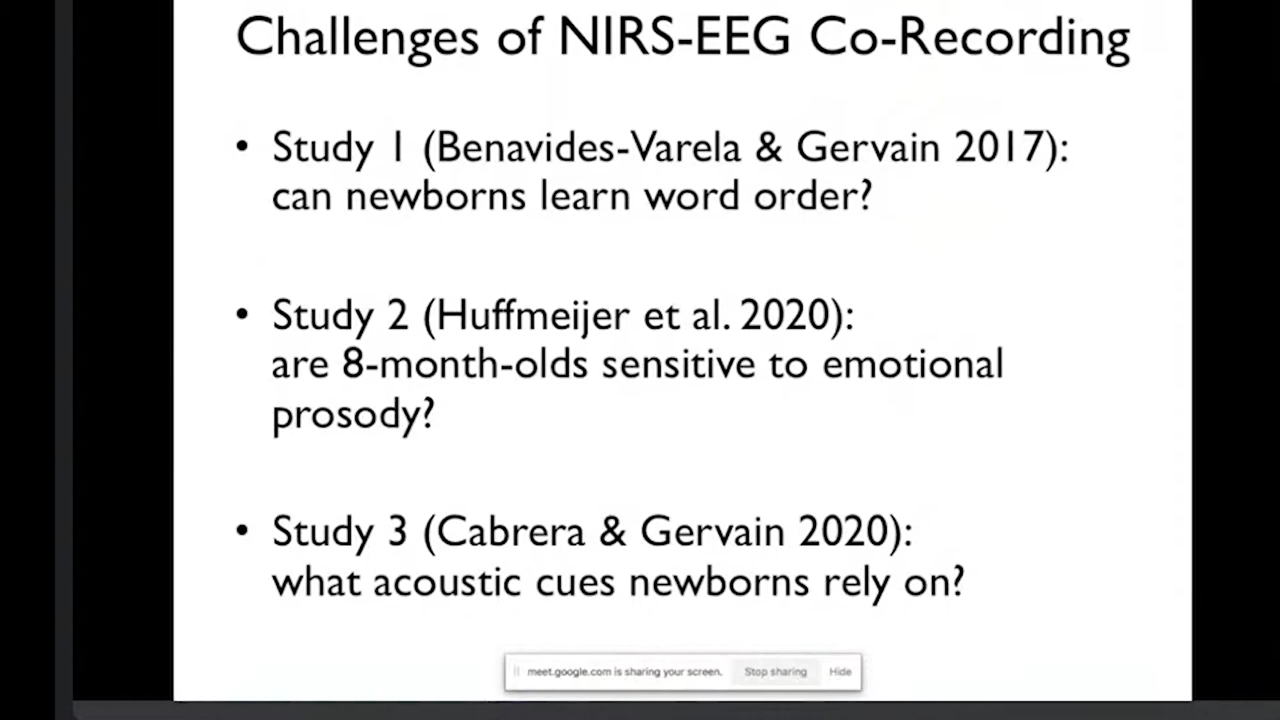 Challenges of NIRS-EEG Co-Recording
• Study 1 (Benavides-Varela & Gervain 2017):
can newborns learn word order?
• Study 2 (Huffmeijer et al. 2020):
are 8-month-olds sensitive to emotional
prosody?
• Study 3 (Cabrera & Gervain 2020):
what acoustic cues newborns rely on?
meet.google.com is sharing your screen. Stop sharing Hide